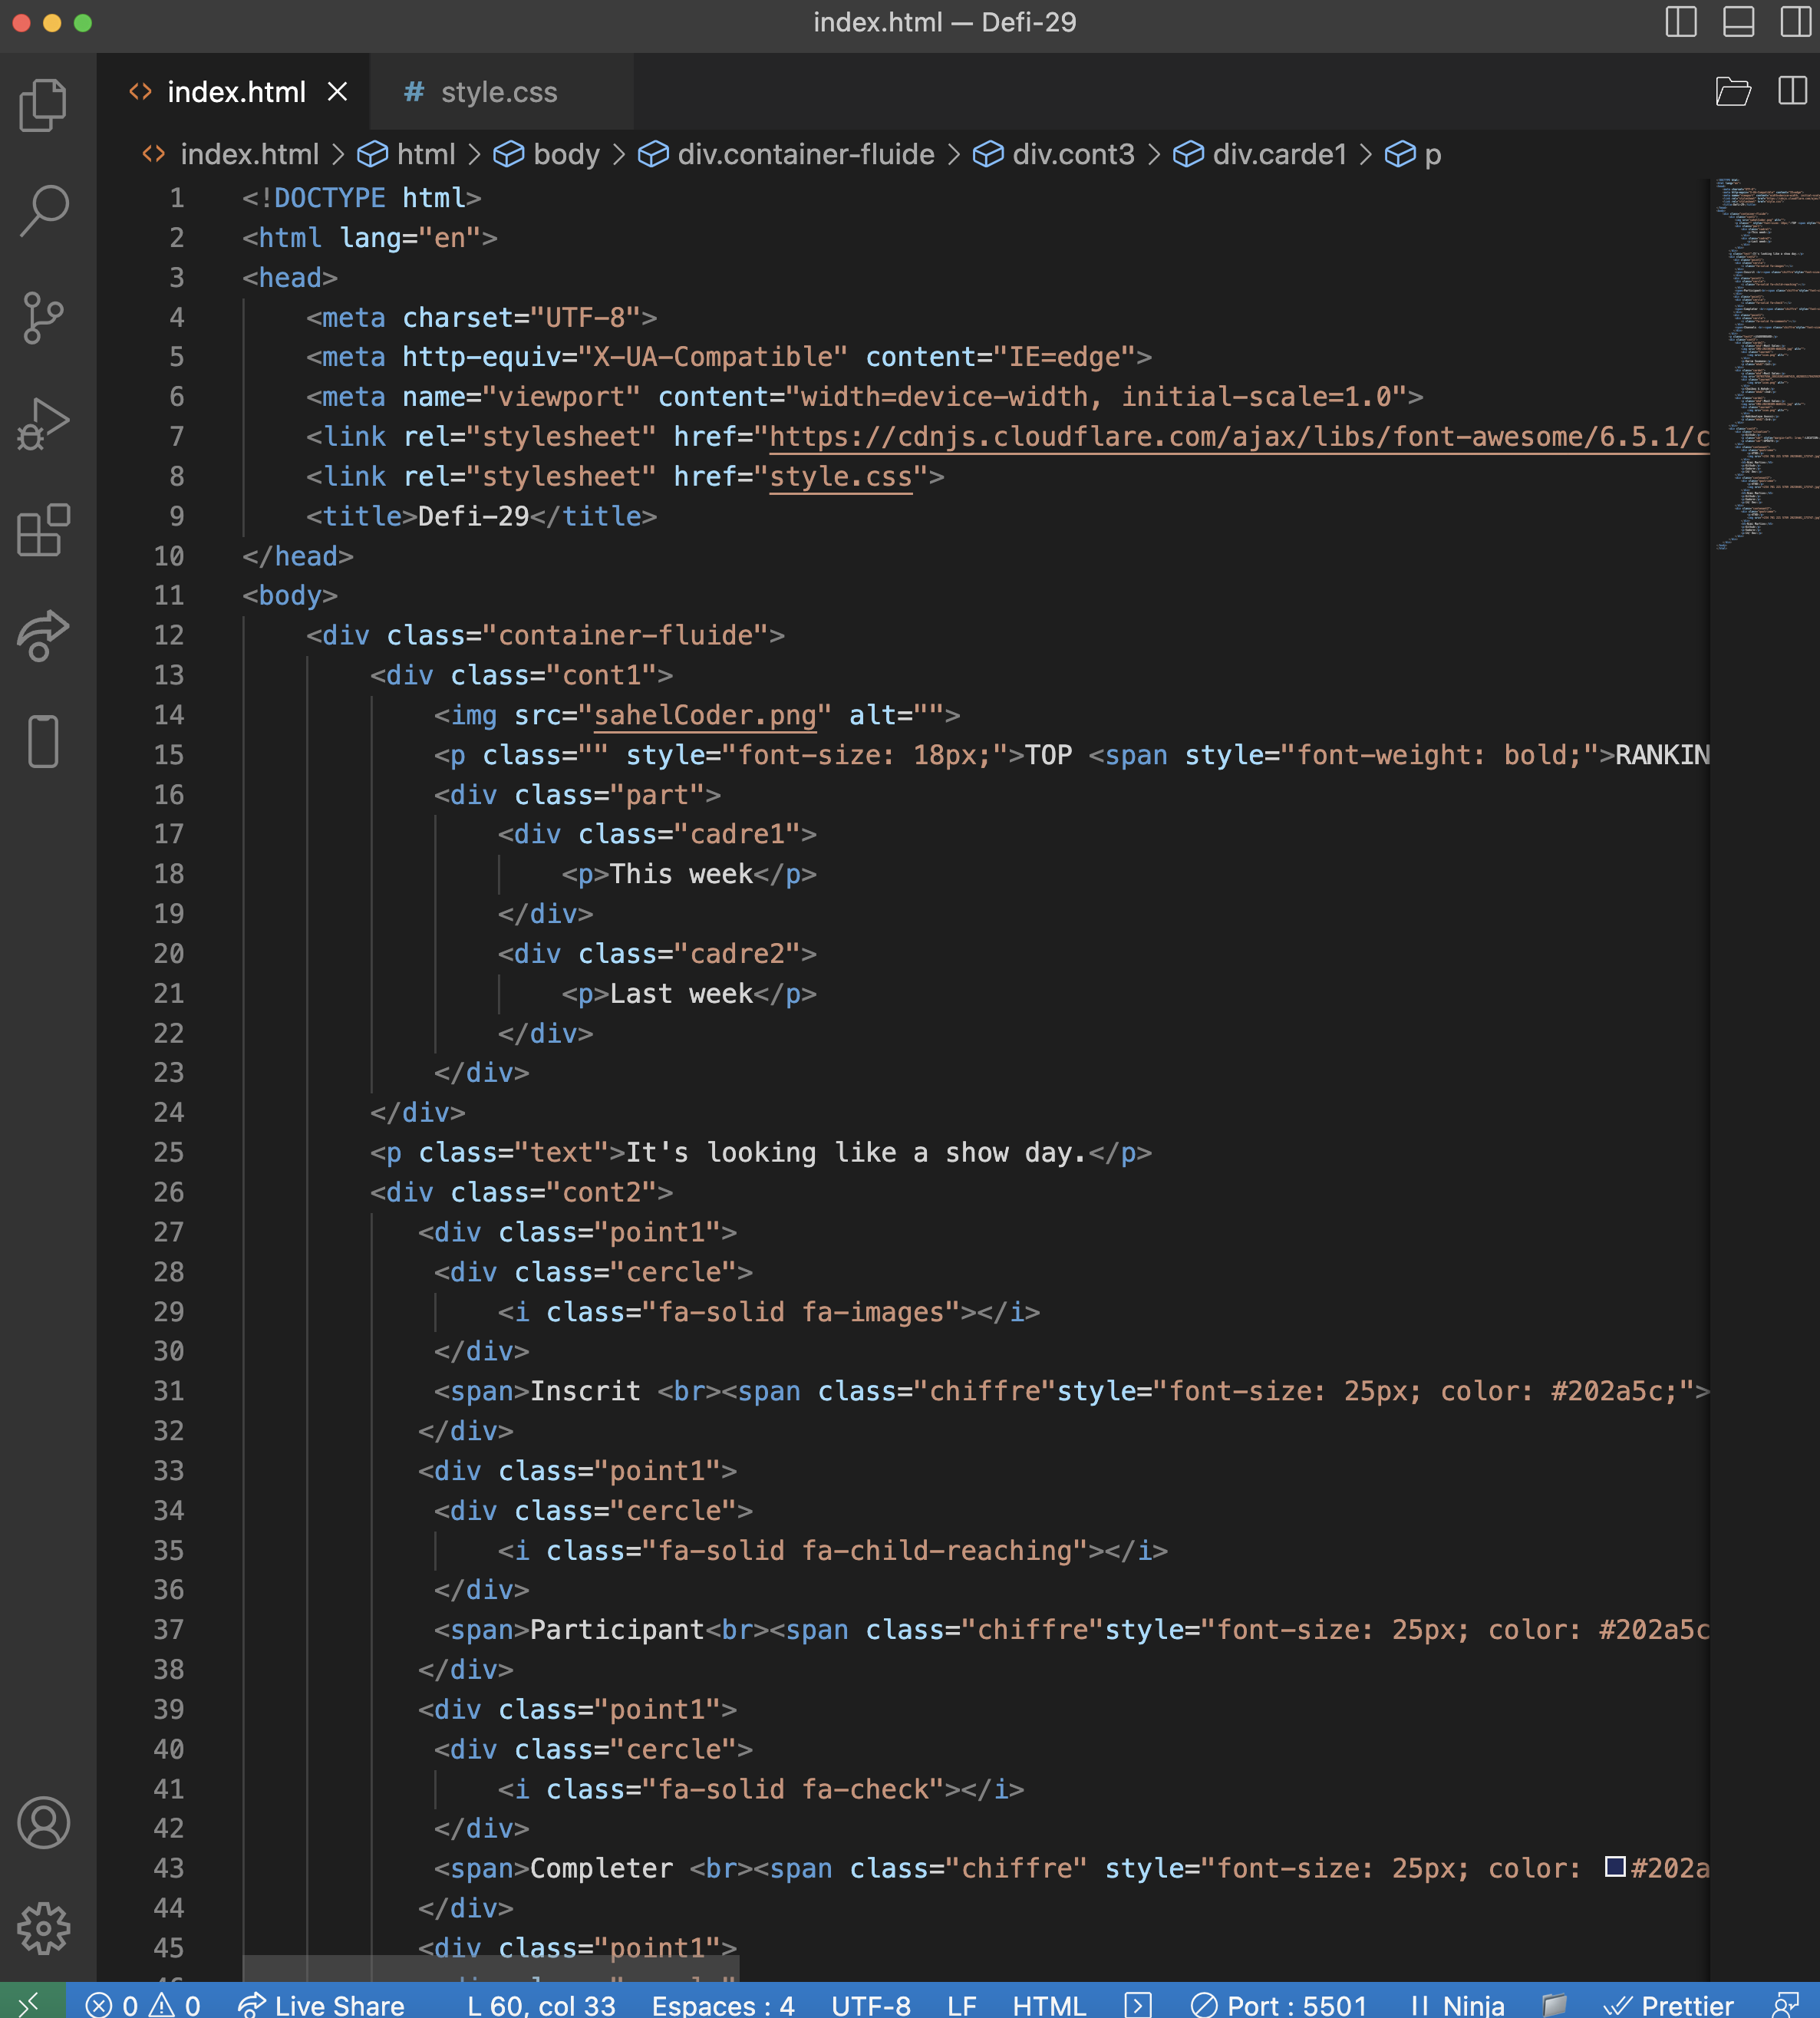 index.html — Defi-29
index.html
# style.css
index.html > html > body > div.container-fluide > div.cont3 > div.carde1 > p
1 <!DOCTYPE html>
2 <html lang="en">
3 <head>
4 <meta charset="UTF-8">
5 <meta http-equiv="X-UA-Compatible" content="IE=edge">
6 <meta name="viewport" content="width=device-width, initial-scale=1.0">
7 <link rel="stylesheet" href="https://cdnjs.cloudflare.com/ajax/libs/font-awesome/6.5.1/c
8 <link rel="stylesheet" href="style.css">
9 <title>Defi-29</title>
10 </head>
11 <body>
12 <div class="container-fluide">
13 <div class="cont1">
14 <img src="sahelCoder.png" alt="">
15 <p class="" style="font-size: 18px;">TOP <span style="font-weight: bold;">RANKIN
16 <div class="part">
17 <div class="cadre1">
18 <p>This week</p>
19 </div>
20 <div class="cadre2">
21 <p>Last week</p>
22 </div>
23 </div>
24 </div>
25 <p class="text">It's looking like a show day.</p>
26 <div class="cont2">
27 <div class="point1">
28 <div class="cercle">
29 <i class="fa-solid fa-images"></i>
30 </div>
31 <span>Inscrit <br><span class="chiffre"style="font-size: 25px; color: #202a5c;">
32 </div>
33 <div class="point1">
34 <div class="cercle">
35 <i class="fa-solid fa-child-reaching"></i>
36 </div>
37 <span>Participant<br><span class="chiffre"style="font-size: 25px; color: #202a5c
38 </div>
39 <div class="point1">
40 <div class="cercle">
41 <i class="fa-solid fa-check"></i>
42 </div>
43 <span>Completer <br><span class="chiffre" style="font-size: 25px; color: #202a
44 </div>
45 <div class="point1">
0 0 Live Share L 60, col 33 Espaces : 4 UTF-8 LF HTML Port : 5501 Ninja Prettier